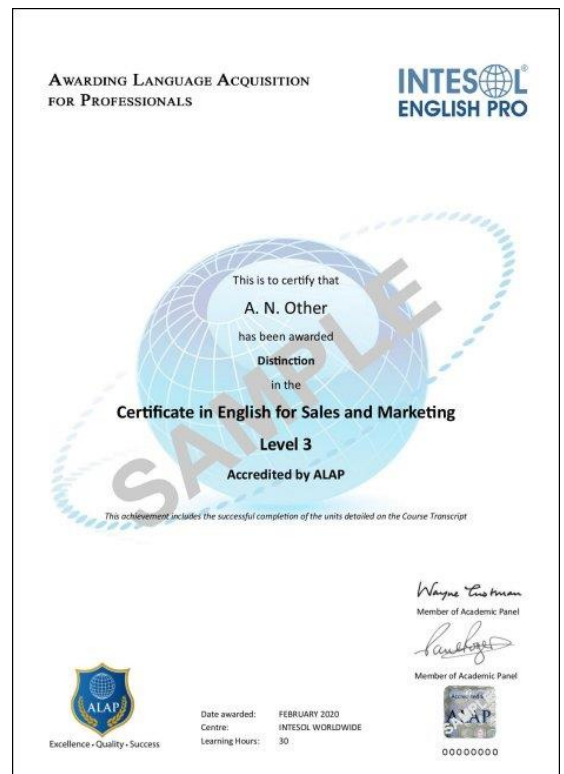 AWARDING LANGUAGE ACQUISITION
FOR PROFESSIONALS
INTESOL®
ENGLISH PRO
This is to certify that
A. N. Other
has been awarded
Distinction
in the
Certificate in English for Sales and Marketing
Level 3
Accredited by ALAP
SAMPLE
This achievement includes the successful completion of the units detailed on the Course Transcript
Wayne
Member of Academic Panel
Member of Academic Panel
ALAP
Excellence • Quality • Success
Date awarded: FEBRUARY 2020
Centre: INTESOL WORLDWIDE
Learning Hours: 30
Accredited
ALAP
SAMPLE
00000000